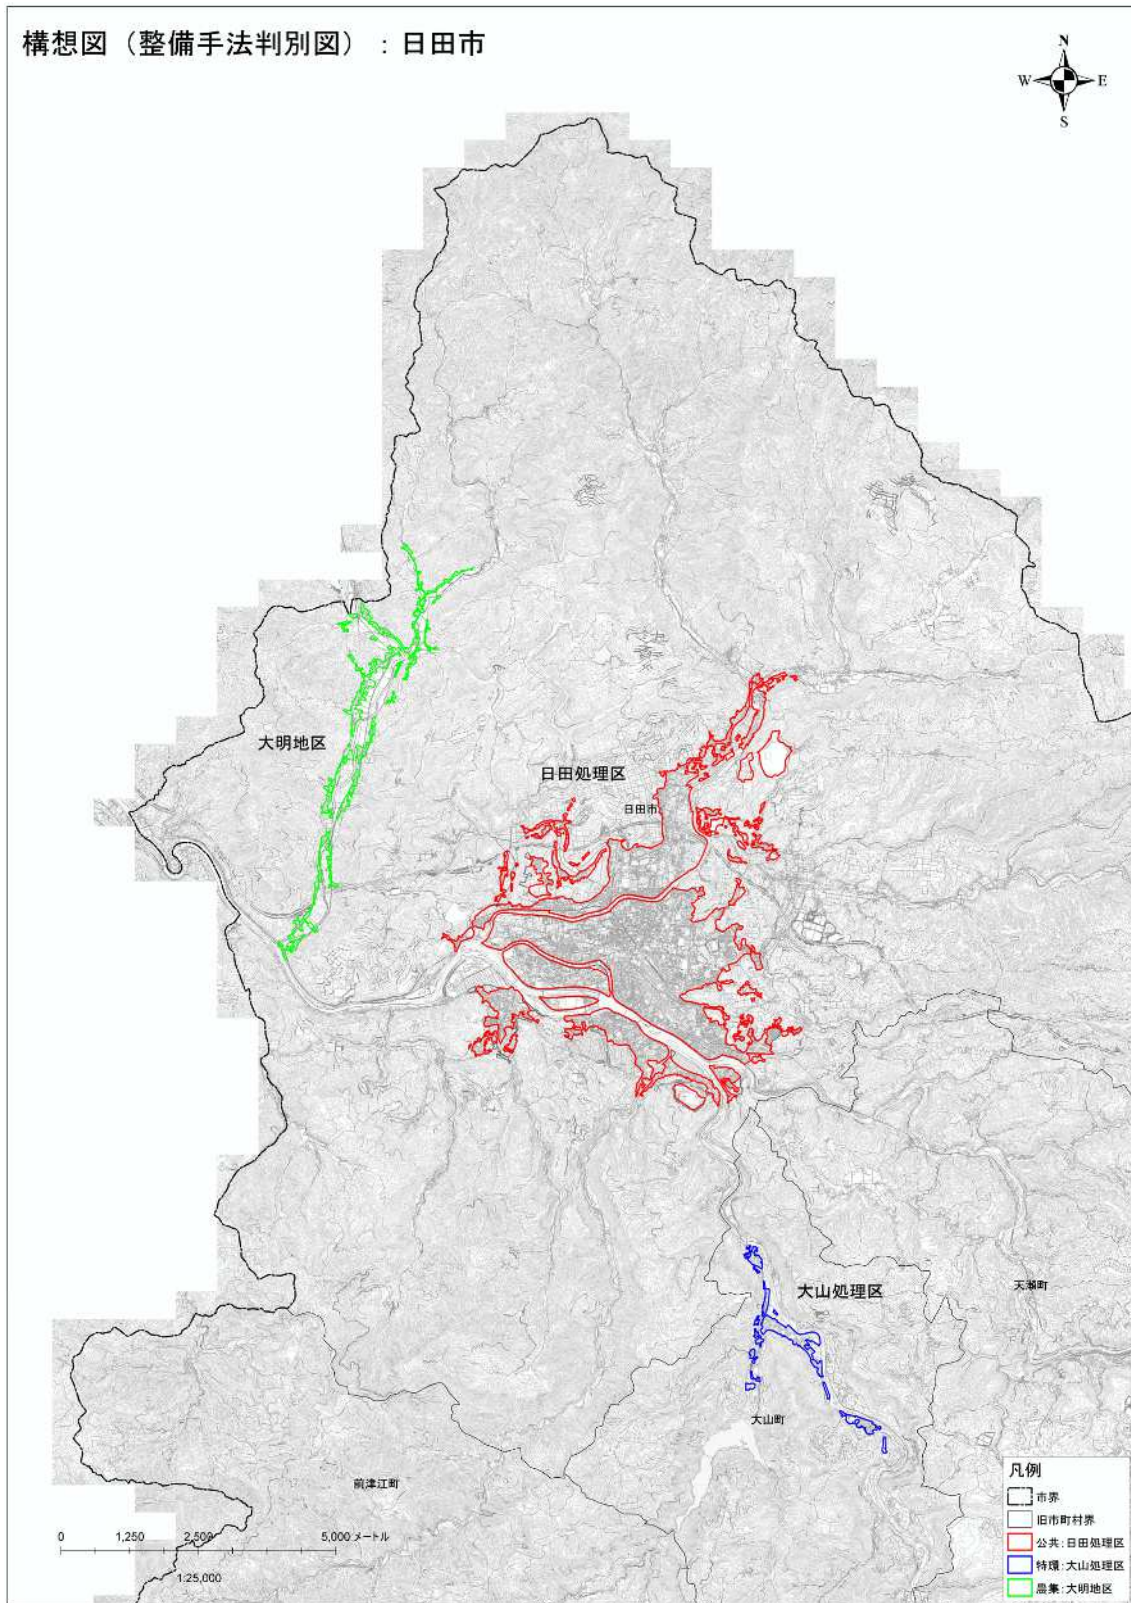 構想図（整備手法判別図）：日田市
N
W E
S
大明地区
日田処理区
日田市
大山処理区
天瀬町
大山町
前津江町
0 1,250 2,500 5,000 メートル
1:25,000
凡例
市界
旧市町村界
公共:日田処理区
特環:大山処理区
農集:大明地区